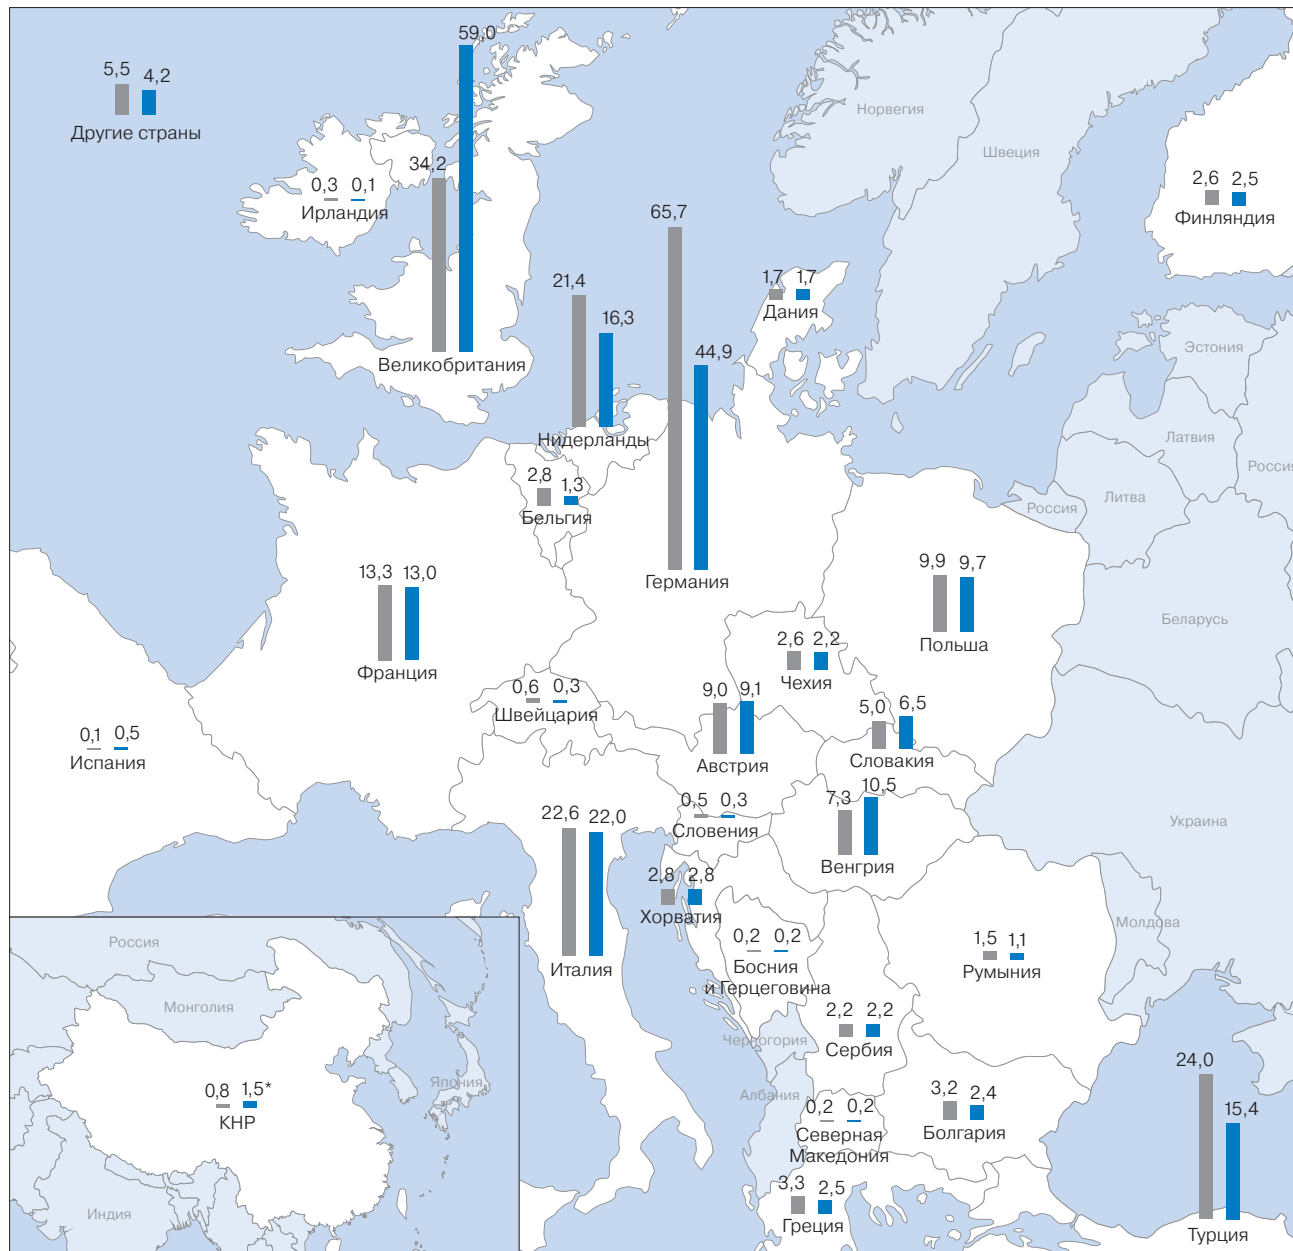 59,0
5,5 4,2
Другие страны
Норвегия
Швеция
34,2
0,3 0,1
Ирландия
2,6 2,5
Финляндия
65,7
21,4
16,3
1,7 1,7
Дания
44,9
Великобритания
Эстония
Нидерланды
Латвия
Россия
2,8 1,3
Бельгия
Литва
Россия
13,3 13,0
Франция
Германия
9,9 9,7
Польша
Беларусь
2,6 2,2
Чехия
0,6 0,3
Швейцария
9,0 9,1
Австрия
5,0 6,5
Словакия
0,1 0,5
Испания
22,6 22,0
Италия
0,5 0,3
Словения
7,3 10,5
Венгрия
Украина
2,8 2,8
Хорватия
0,2 0,2
Босния
и Герцеговина
1,5 1,1
Румыния
Молдова
Россия
Монголия
2,2 2,2
Сербия
Черногория
Япония
0,8 1,5*
КНР
Албания
0,2 0,2
Северная
Македония
3,2 2,4
Болгария
24,0
15,4
Турция
3,3 2,5
Греция
Индия